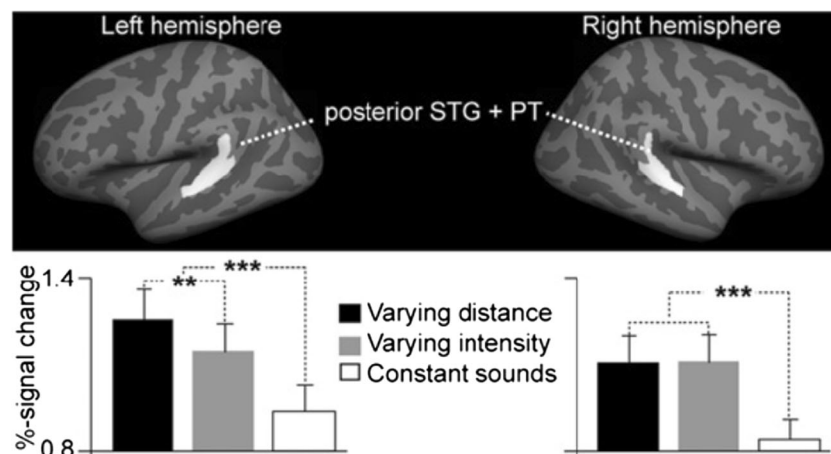 Left hemisphere
Right hemisphere
posterior STG + PT
%-signal change
1.4
0.8
**
***
Varying distance
Varying intensity
Constant sounds
***